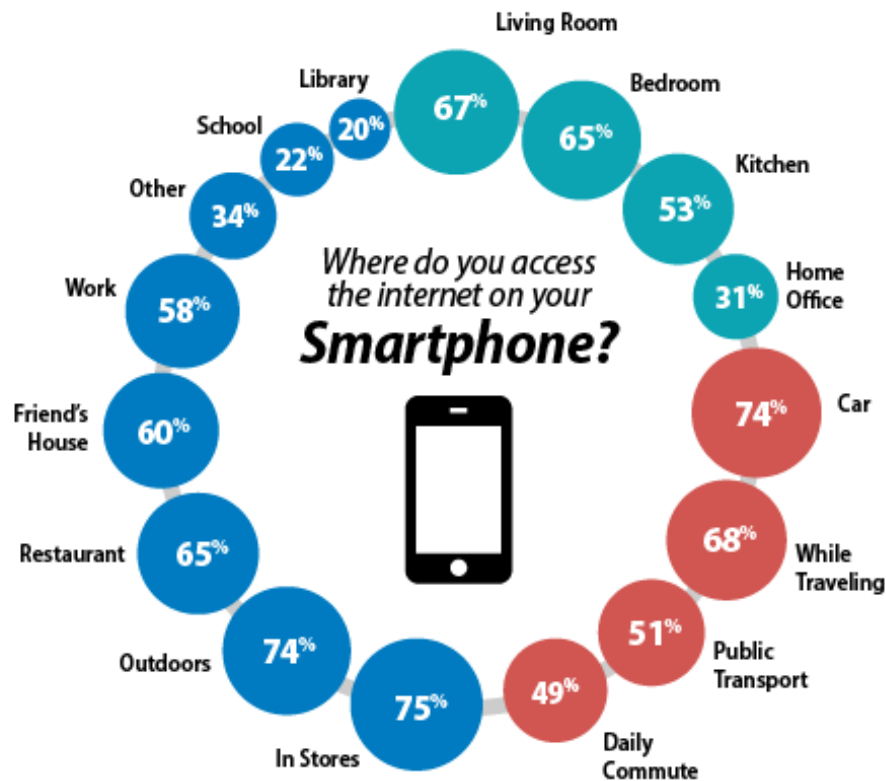 Where do you access
the internet on your
Smartphone?
Living Room
67%
Bedroom
65%
Kitchen
53%
Home
Office
31%
Car
74%
While
Traveling
68%
Public
Transport
51%
Daily
Commute
49%
In Stores
75%
Outdoors
74%
Restaurant
65%
Friend's
House
60%
Work
58%
Other
34%
School
22%
Library
20%